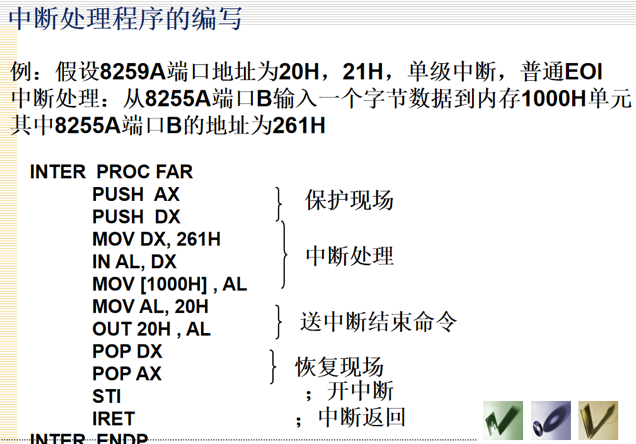 中断处理程序的编写
例：假设8259A端口地址为20H，21H，单级中断，普通EOI
中断处理：从8255A端口B输入一个字节数据到内存1000H单元
其中8255A端口B的地址为261H
INTER PROC FAR
PUSH AX
PUSH DX
保护现场
MOV DX, 261H
IN AL, DX
MOV [1000H] , AL
中断处理
MOV AL, 20H
OUT 20H , AL
送中断结束命令
POP DX
POP AX
恢复现场
STI ；开中断
IRET ；中断返回
INTER ENDP